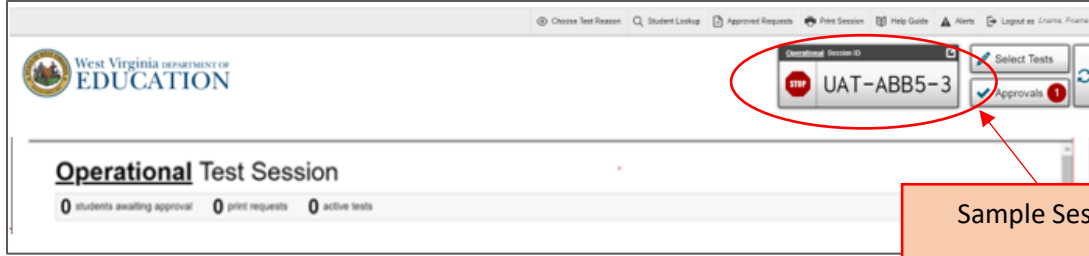 Choose Test Reason Student Lookup Approved Requests Print Session Help Guide Alerts Logout as Lname, Fname
West Virginia DEPARTMENT OF
EDUCATION
Operational Session ID
STOP UAT-ABB5-3
Select Tests
Approvals 1
Operational Test Session
0 students awaiting approval 0 print requests 0 active tests
Sample Ses